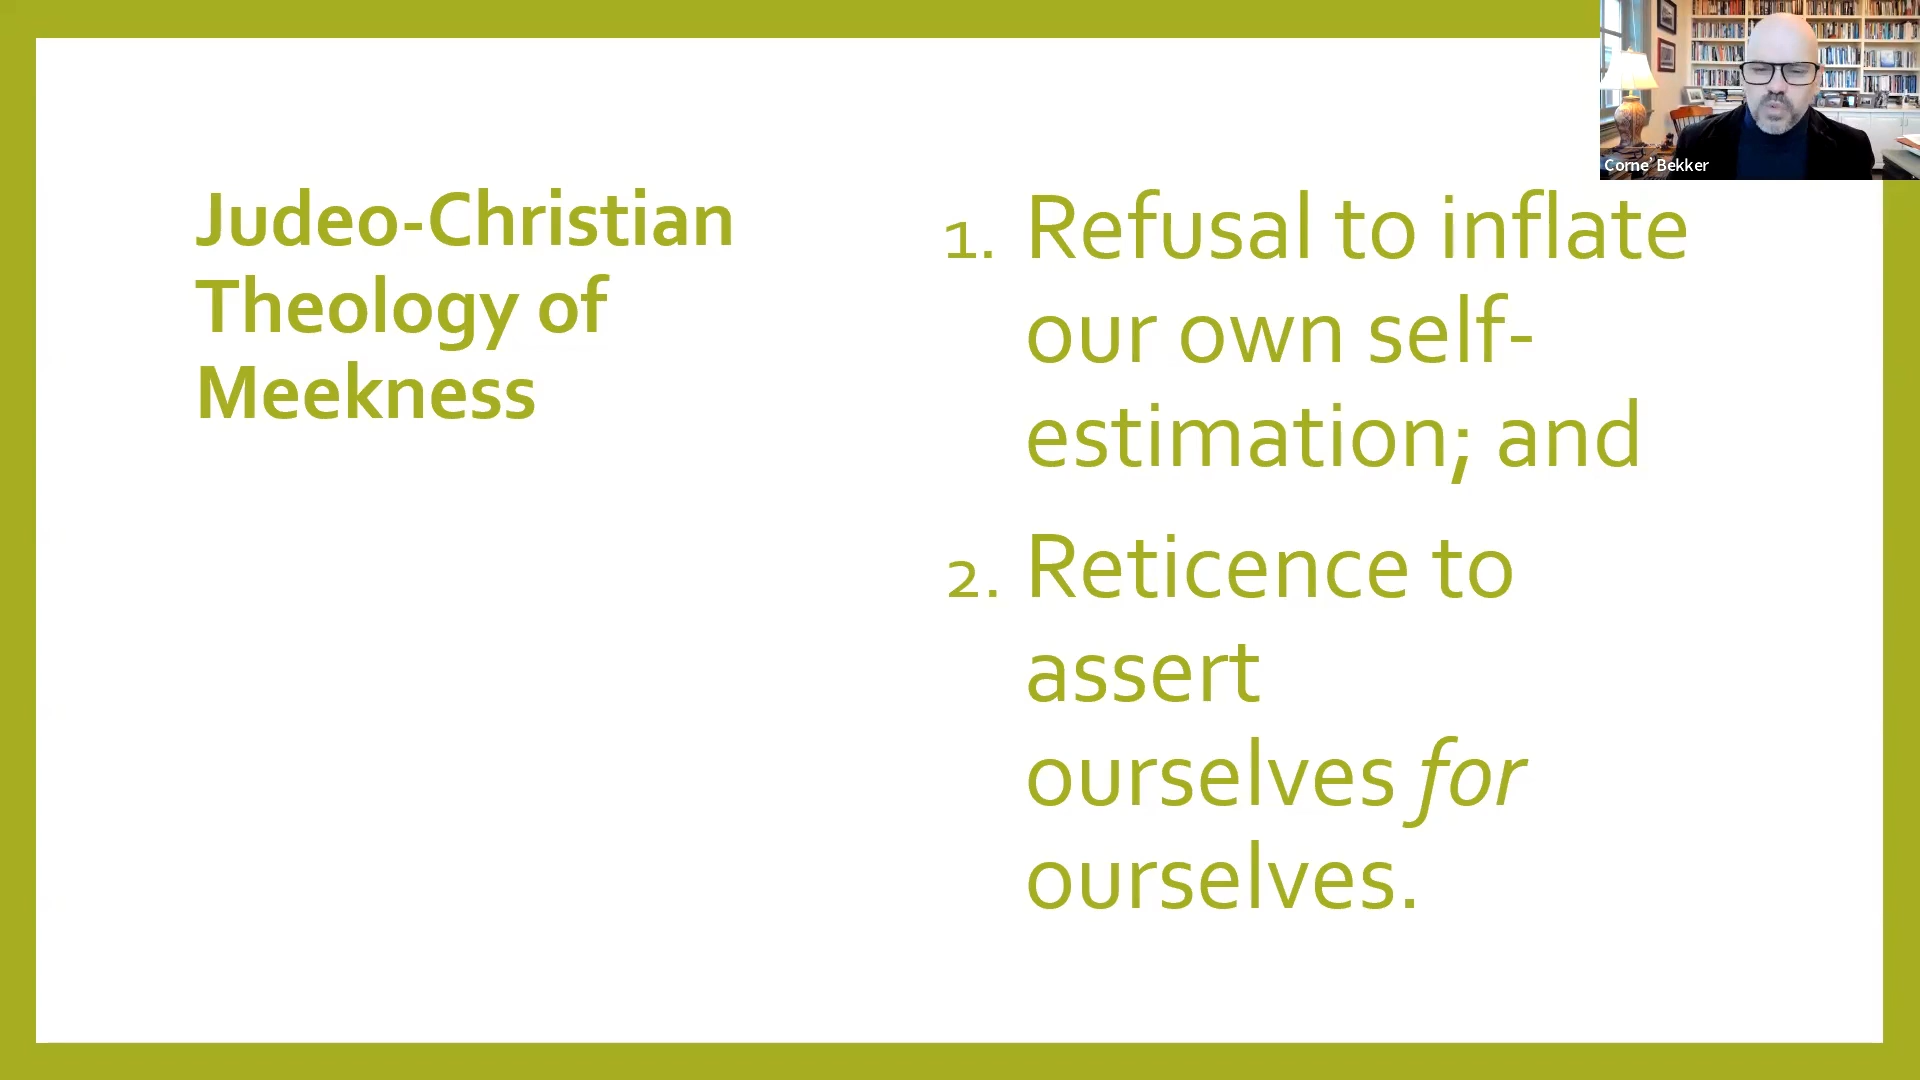 Judeo-Christian
Theology of
Meekness
1. Refusal to inflate
our own self-
estimation; and
2. Reticence to
assert
ourselves for
ourselves.
Corne' Bekker